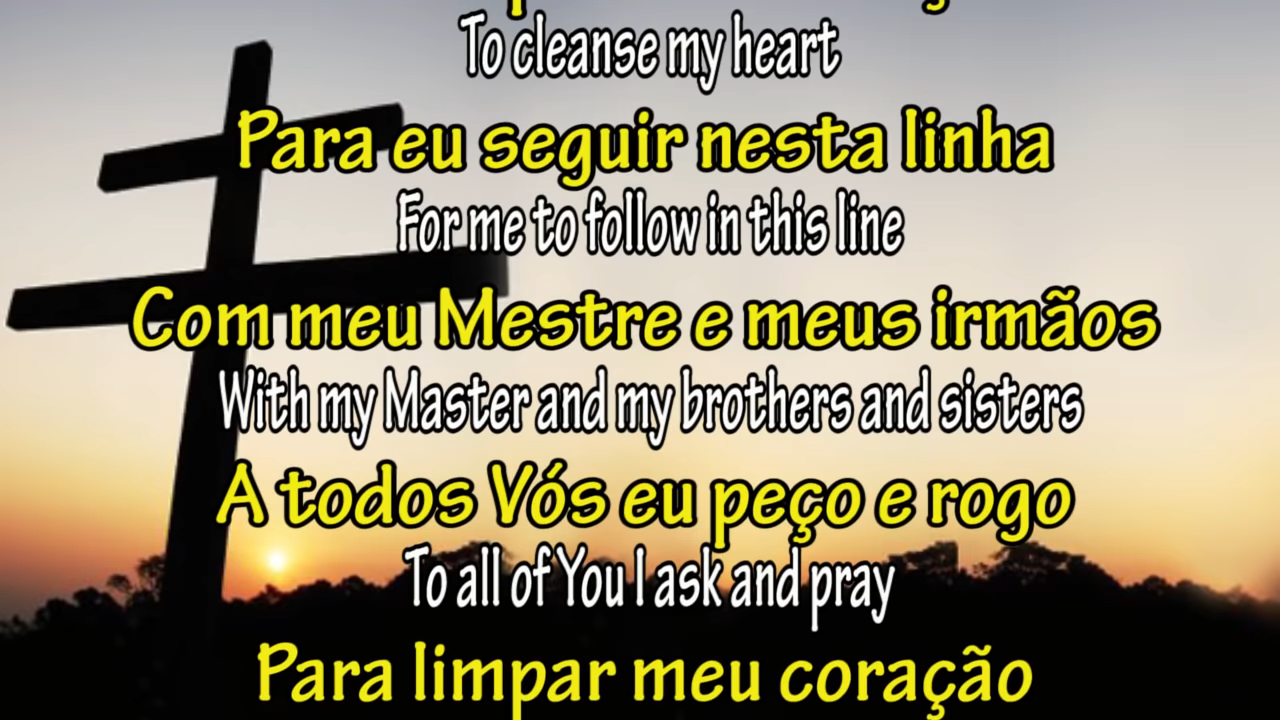 To cleanse my heart
Para eu seguir nesta linha
For me to follow in this line
Com meu Mestre e meus irmãos
With my Master and my brothers and sisters
A todos Vós eu peço e rogo
To all of You I ask and pray
Para limpar meu coração